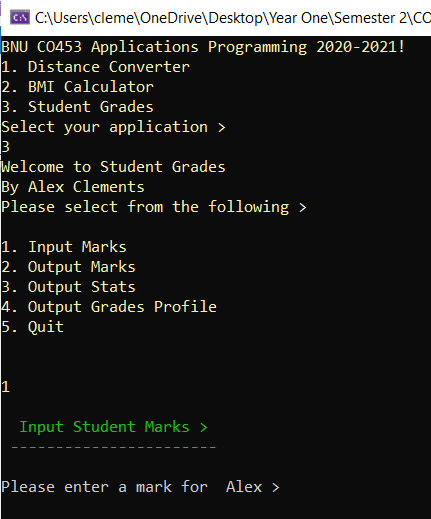 C:\Users\cleme\OneDrive\Desktop\Year One\Semester 2\CO
BNU CO453 Applications Programming 2020-2021!
1. Distance Converter
2. BMI Calculator
3. Student Grades
Select your application >
3
Welcome to Student Grades
By Alex Clements
Please select from the following >
1. Input Marks
2. Output Marks
3. Output Stats
4. Output Grades Profile
5. Quit
1
Input Student Marks >
-----------------------
Please enter a mark for  Alex >